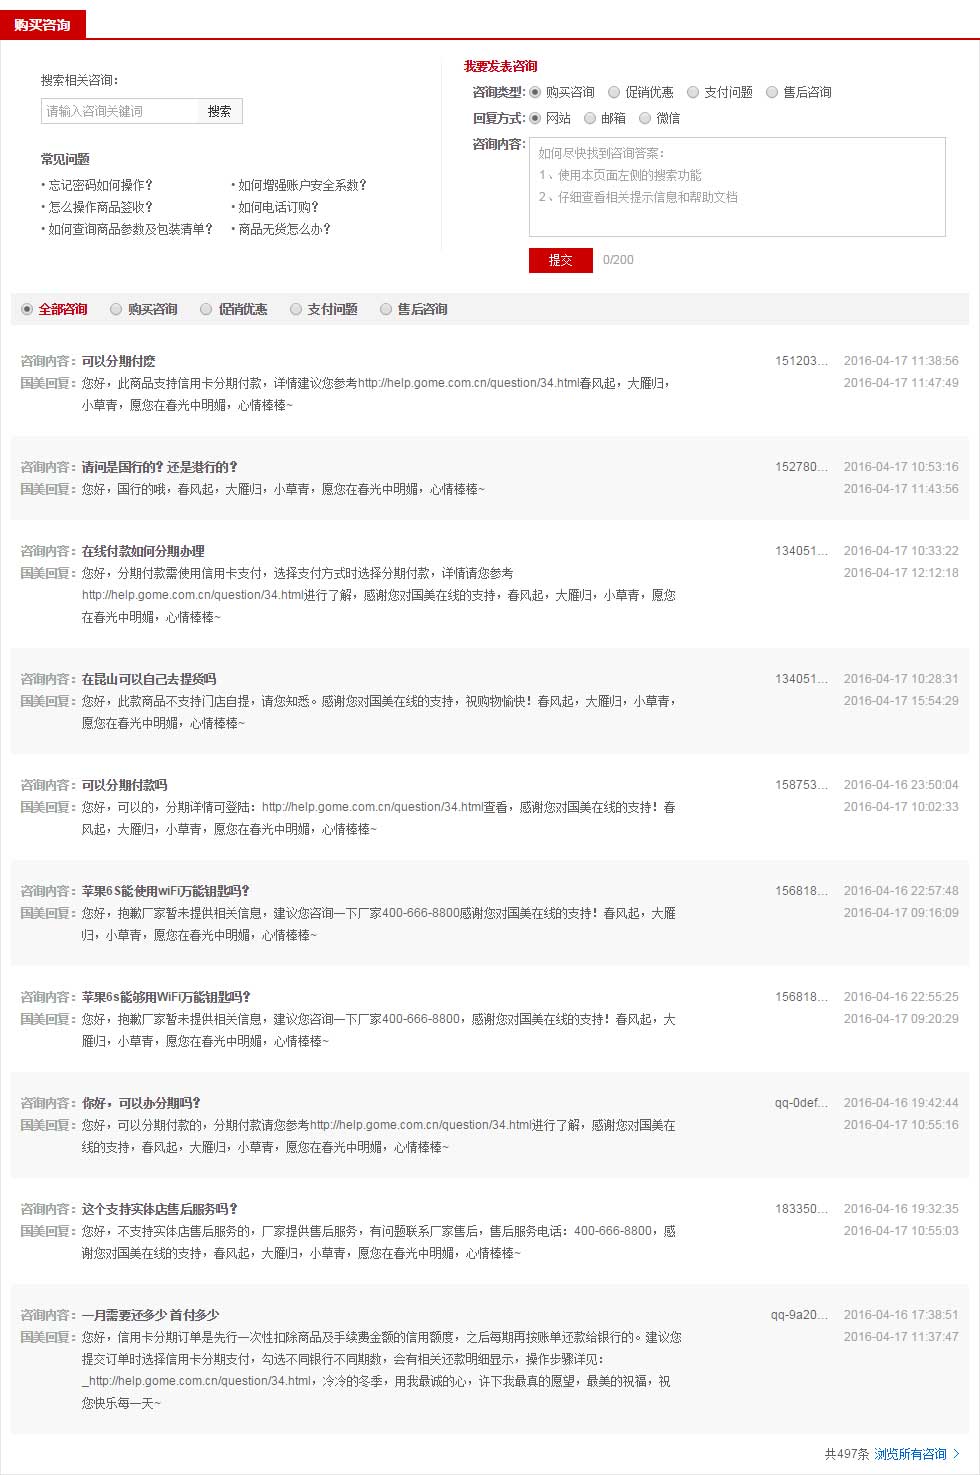 购买咨询
搜索相关咨询：
请输入咨询关键词 搜索
常见问题
• 忘记密码如何操作？ • 如何增强账户安全系数？
• 怎么操作商品签收？ • 如何电话订购？
• 如何查询商品参数及包装清单？ • 商品无货怎么办？
我要发表咨询
咨询类型： 购买咨询 促销优惠 支付问题 售后咨询
回复方式： 网站 邮箱 微信
咨询内容： 如何尽快找到咨询答案：
1、使用本页面左侧的搜索功能
2、仔细查看相关提示信息和帮助文档
提交 0/200
全部咨询 购买咨询 促销优惠 支付问题 售后咨询
咨询内容： 可以分期付麽 151203... 2016-04-17 11:38:56
国美回复： 您好，此商品支持信用卡分期付款，详情建议您参考http://help.gome.com.cn/question/34.html春风起，大雁归， 2016-04-17 11:47:49
小草青，愿您在春光中明媚，心情棒棒~
咨询内容： 请问是国行的？还是港行的？ 152780... 2016-04-17 10:53:16
国美回复： 您好，国行的哦，春风起，大雁归，小草青，愿您在春光中明媚，心情棒棒~ 2016-04-17 11:43:56
咨询内容： 在线付款如何分期办理 134051... 2016-04-17 10:33:22
国美回复： 您好，分期付款需使用信用卡支付，选择支付方式时选择分期付款，详情请您参考 2016-04-17 12:12:18
http://help.gome.com.cn/question/34.html进行了解，感谢您对国美在线的支持，春风起，大雁归，小草青，愿您
在春光中明媚，心情棒棒~
咨询内容： 在昆山可以自己去提货吗 134051... 2016-04-17 10:28:31
国美回复： 您好，此款商品不支持门店自提，请您知悉。感谢您对国美在线的支持，祝购物愉快！春风起，大雁归，小草青， 2016-04-17 15:54:29
愿您在春光中明媚，心情棒棒~
咨询内容： 可以分期付款吗 158753... 2016-04-16 23:50:04
国美回复： 您好，可以的，分期详情可登陆：http://help.gome.com.cn/question/34.html查看，感谢您对国美在线的支持！春 2016-04-17 10:02:33
风起，大雁归，小草青，愿您在春光中明媚，心情棒棒~
咨询内容： 苹果6S能使用wiFi万能钥匙吗？ 156818... 2016-04-16 22:57:48
国美回复： 您好，抱歉厂家暂未提供相关信息，建议您咨询一下厂家400-666-8800感谢您对国美在线的支持！春风起，大雁 2016-04-17 09:16:09
归，小草青，愿您在春光中明媚，心情棒棒~
咨询内容： 苹果6s能够用WiFi万能钥匙吗？ 156818... 2016-04-16 22:55:25
国美回复： 您好，抱歉厂家暂未提供相关信息，建议您咨询一下厂家400-666-8800，感谢您对国美在线的支持！春风起，大 2016-04-17 09:20:29
雁归，小草青，愿您在春光中明媚，心情棒棒~
咨询内容： 你好，可以办分期吗？ qq-0def... 2016-04-16 19:42:44
国美回复： 您好，可以分期付款的，分期付款请您参考http://help.gome.com.cn/question/34.html进行了解，感谢您对国美在 2016-04-17 10:55:16
线的支持，春风起，大雁归，小草青，愿您在春光中明媚，心情棒棒~
咨询内容： 这个支持实体店售后服务吗？ 183350... 2016-04-16 19:32:35
国美回复： 您好，不支持实体店售后服务的，厂家提供售后服务，有问题联系厂家售后，售后服务电话：400-666-8800，感 2016-04-17 10:55:03
谢您对国美在线的支持，春风起，大雁归，小草青，愿您在春光中明媚，心情棒棒~
咨询内容： 一月需要还多少 首付多少 qq-9a20... 2016-04-16 17:38:51
国美回复： 您好，信用卡分期订单是先行一次性扣除商品及手续费金额的信用额度，之后每期再按账单还款给银行的。建议您 2016-04-17 11:37:47
提交订单时选择信用卡分期支付，勾选不同银行不同期数，会有相关还款明细显示，操作步骤详见：
_http://help.gome.com.cn/question/34.html，冷冷的冬季，用我最诚的心，许下我最真的愿望，最美的祝福，祝
您快乐每一天~
共497条 浏览所有咨询 >